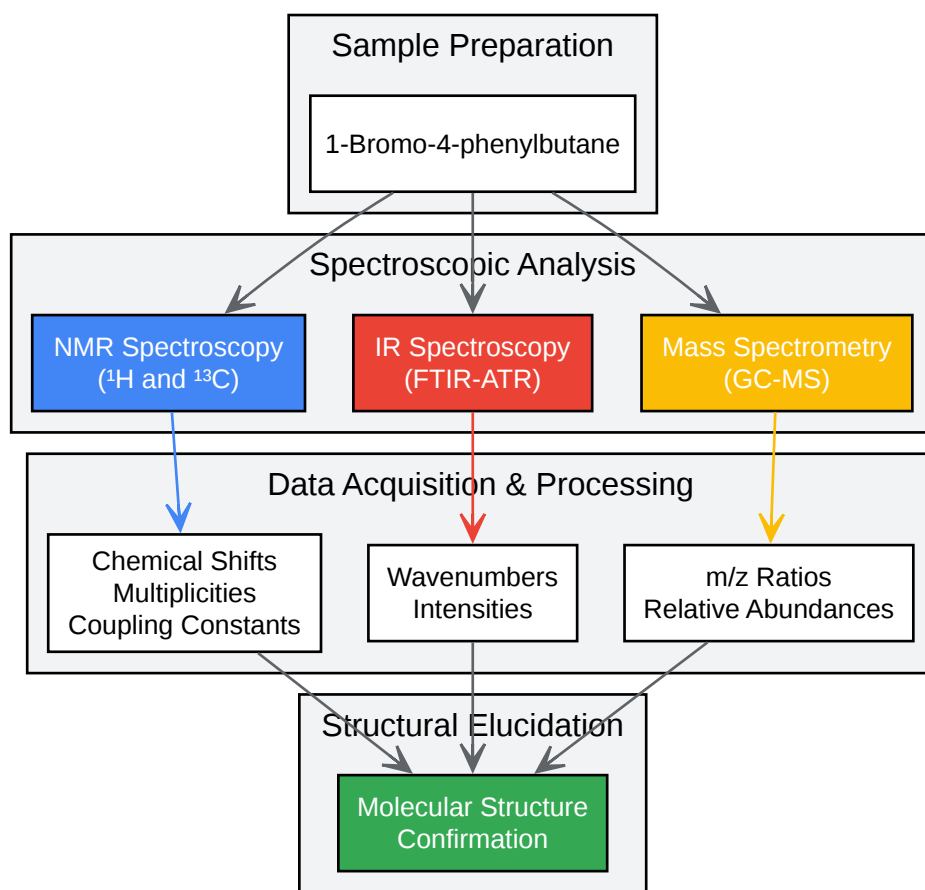 Sample Preparation
1-Bromo-4-phenylbutane
Spectroscopic Analysis
NMR Spectroscopy
(¹H and ¹³C)
IR Spectroscopy
(FTIR-ATR)
Mass Spectrometry
(GC-MS)
Data Acquisition & Processing
Chemical Shifts
Multiplicities
Coupling Constants
Wavenumbers
Intensities
m/z Ratios
Relative Abundances
Structural Elucidation
Molecular Structure
Confirmation